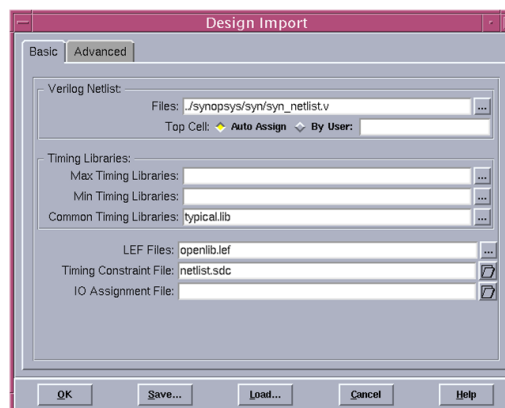 Design Import
Basic Advanced
Verilog Netlist:
Files: ../synopsys/syn/syn_netlist.v ...
Top Cell: Auto Assign By User:
Timing Libraries:
Max Timing Libraries: ...
Min Timing Libraries: ...
Common Timing Libraries: typical.lib ...
LEF Files: openlib.lef ...
Timing Constraint File: netlist.sdc
IO Assignment File:
OK Save... Load... Cancel Help